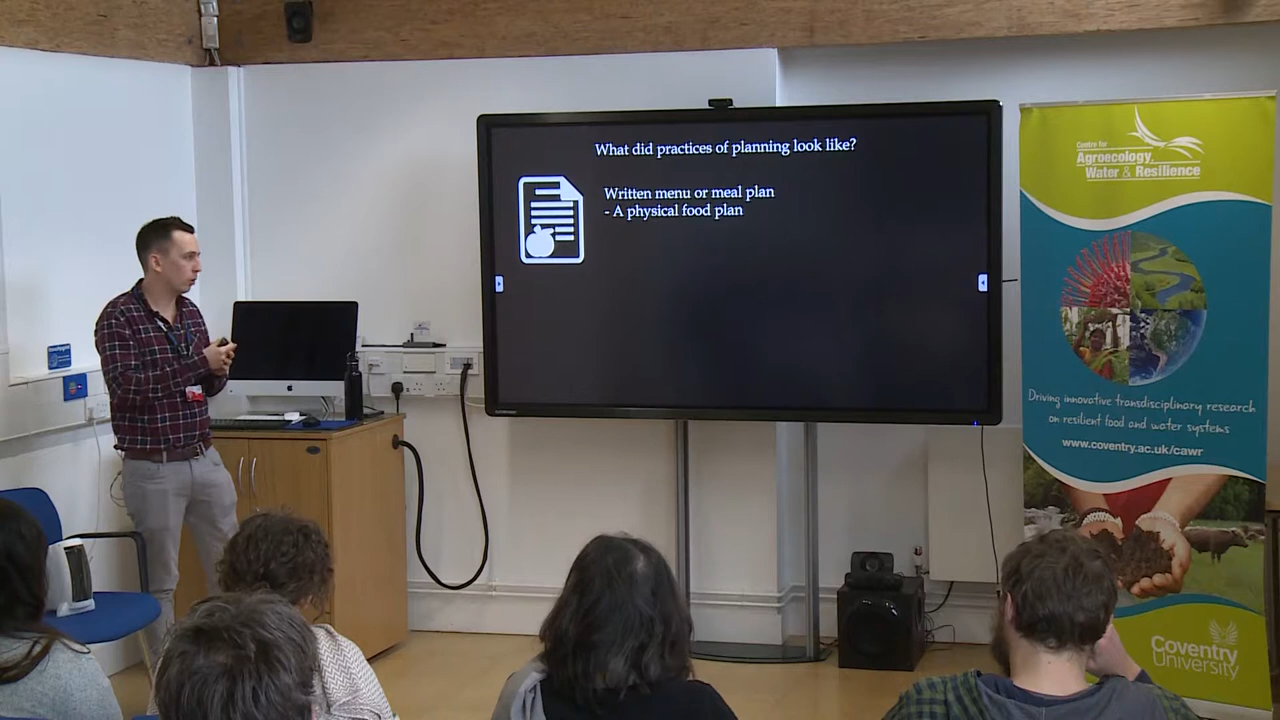 What did practices of planning look like?
Written menu or meal plan
- A physical food plan
Centre for
Agroecology,
Water & Resilience
Driving innovative transdisciplinary research
on resilient food and water systems
www.coventry.ac.uk/cawr
Coventry
University